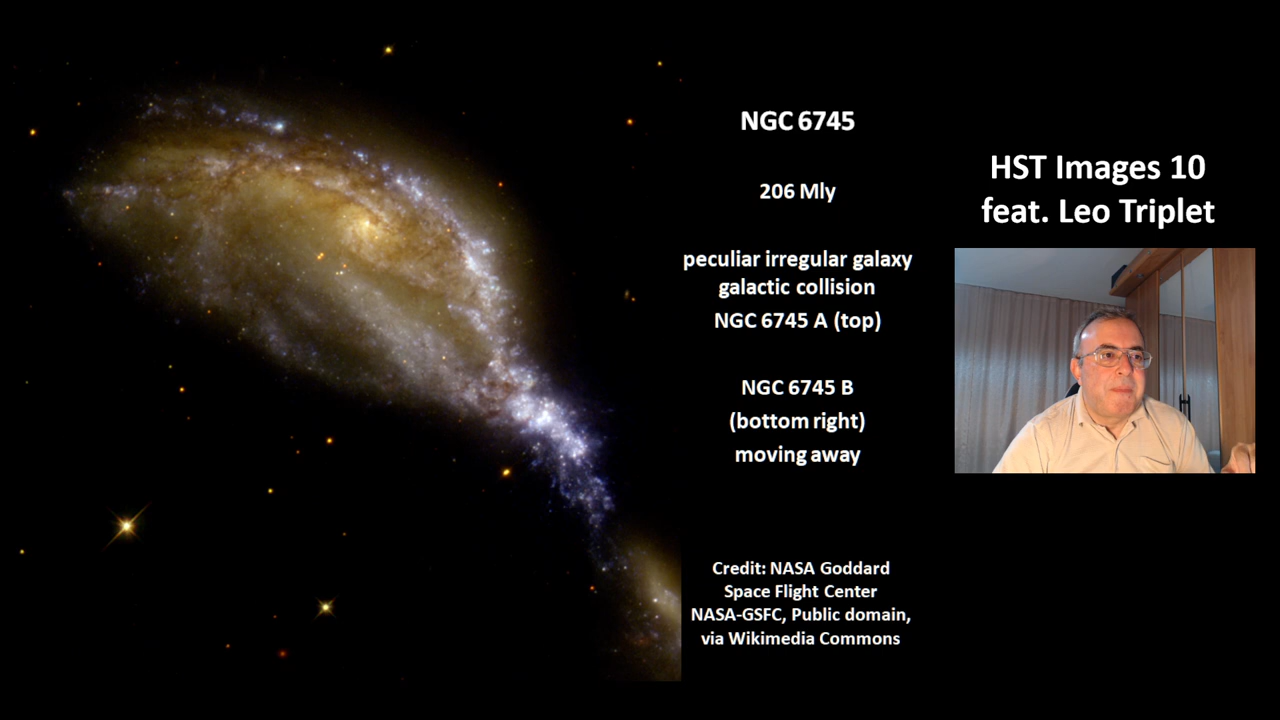 NGC 6745
206 Mly
peculiar irregular galaxy
galactic collision
NGC 6745 A (top)
NGC 6745 B
(bottom right)
moving away
Credit: NASA Goddard
Space Flight Center
NASA-GSFC, Public domain,
via Wikimedia Commons
HST Images 10
feat. Leo Triplet